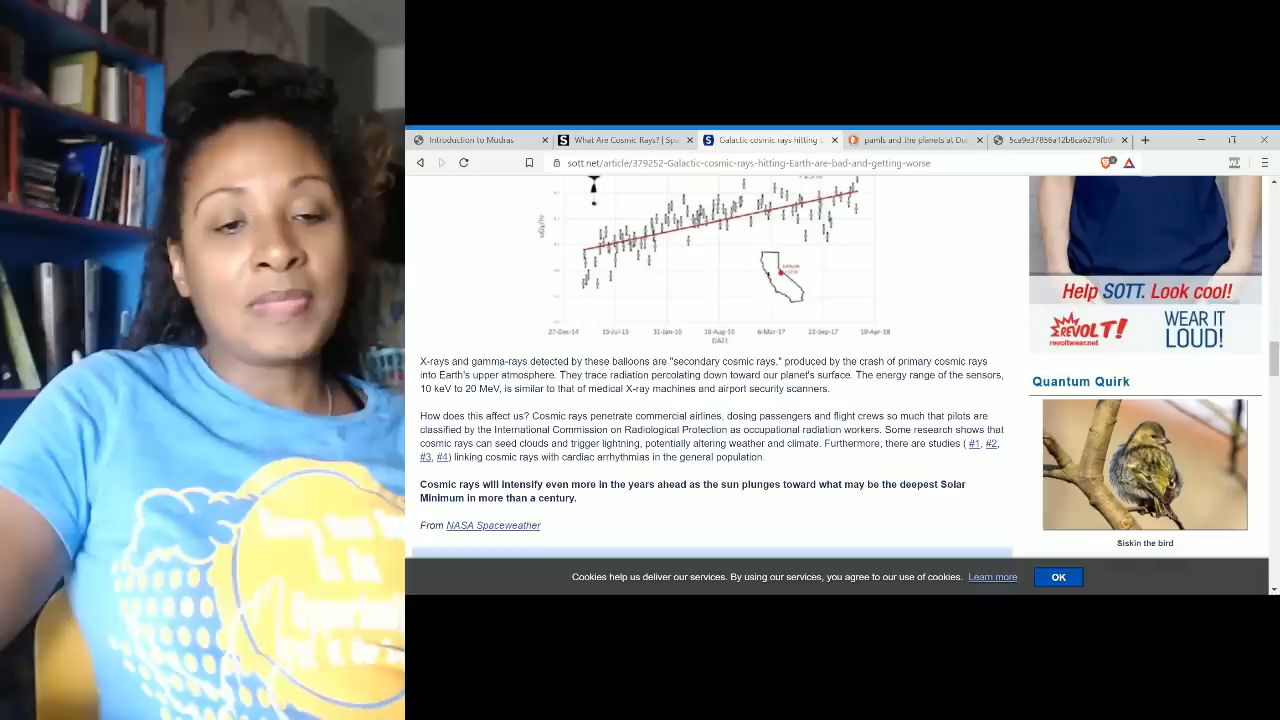 Introduction to Mudras
What Are Cosmic Rays? | Spa
Galactic cosmic rays hitting E
pamls and the planets at Du
5ca9e37856a12b8ca6279fb0
sott.net/article/379252-Galactic-cosmic-rays-hitting-Earth-are-bad-and-getting-worse
uGy/hr
27-Dec-14 15-Jul-15 31-Jan-16 18-Aug-16 6-Mar-17 22-Sep-17 10-Apr-18
DATE
X-rays and gamma-rays detected by these balloons are "secondary cosmic rays," produced by the crash of primary cosmic rays
into Earth's upper atmosphere. They trace radiation percolating down toward our planet's surface. The energy range of the sensors,
10 keV to 20 MeV, is similar to that of medical X-ray machines and airport security scanners.
How does this affect us? Cosmic rays penetrate commercial airlines, dosing passengers and flight crews so much that pilots are
classified by the International Commission on Radiological Protection as occupational radiation workers. Some research shows that
cosmic rays can seed clouds and trigger lightning, potentially altering weather and climate. Furthermore, there are studies ( #1, #2,
#3, #4) linking cosmic rays with cardiac arrhythmias in the general population.
Cosmic rays will intensify even more in the years ahead as the sun plunges toward what may be the deepest Solar
Minimum in more than a century.
From NASA Spaceweather
Help SOTT. Look cool!
REVOLT!
revoltwear.net
WEAR IT
LOUD!
Quantum Quirk
Siskin the bird
Cookies help us deliver our services. By using our services, you agree to our use of cookies. Learn more
OK